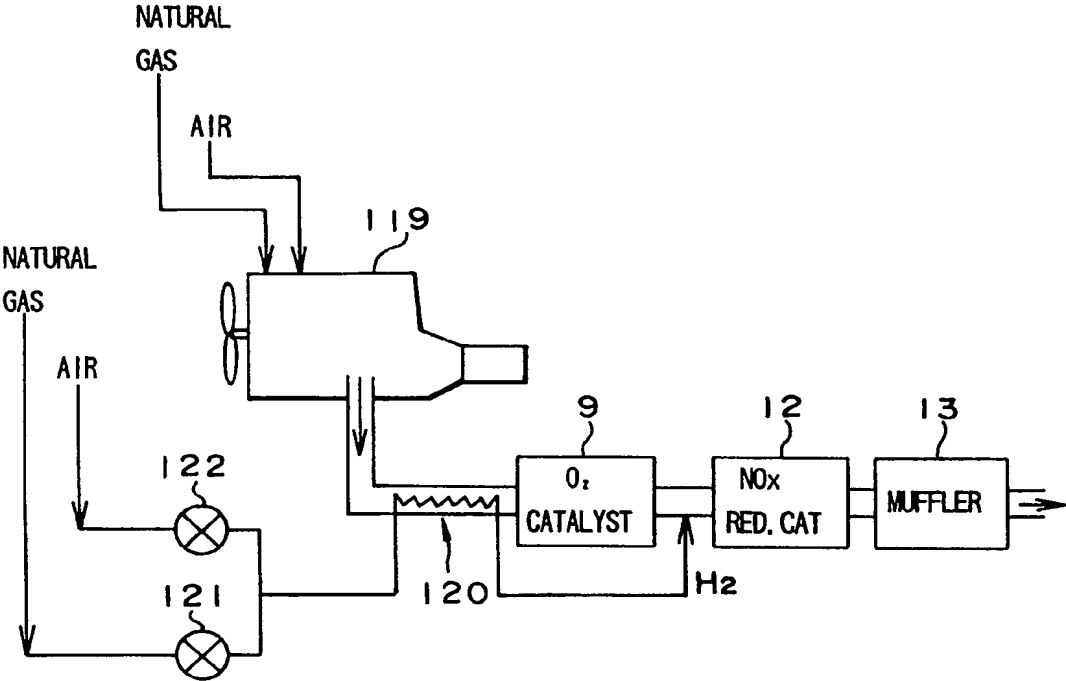 NATURAL
GAS
AIR
119
NATURAL
GAS
AIR
9
12
13
122
O2
CATALYST
NOx
RED. CAT
MUFFLER
120
H2
121